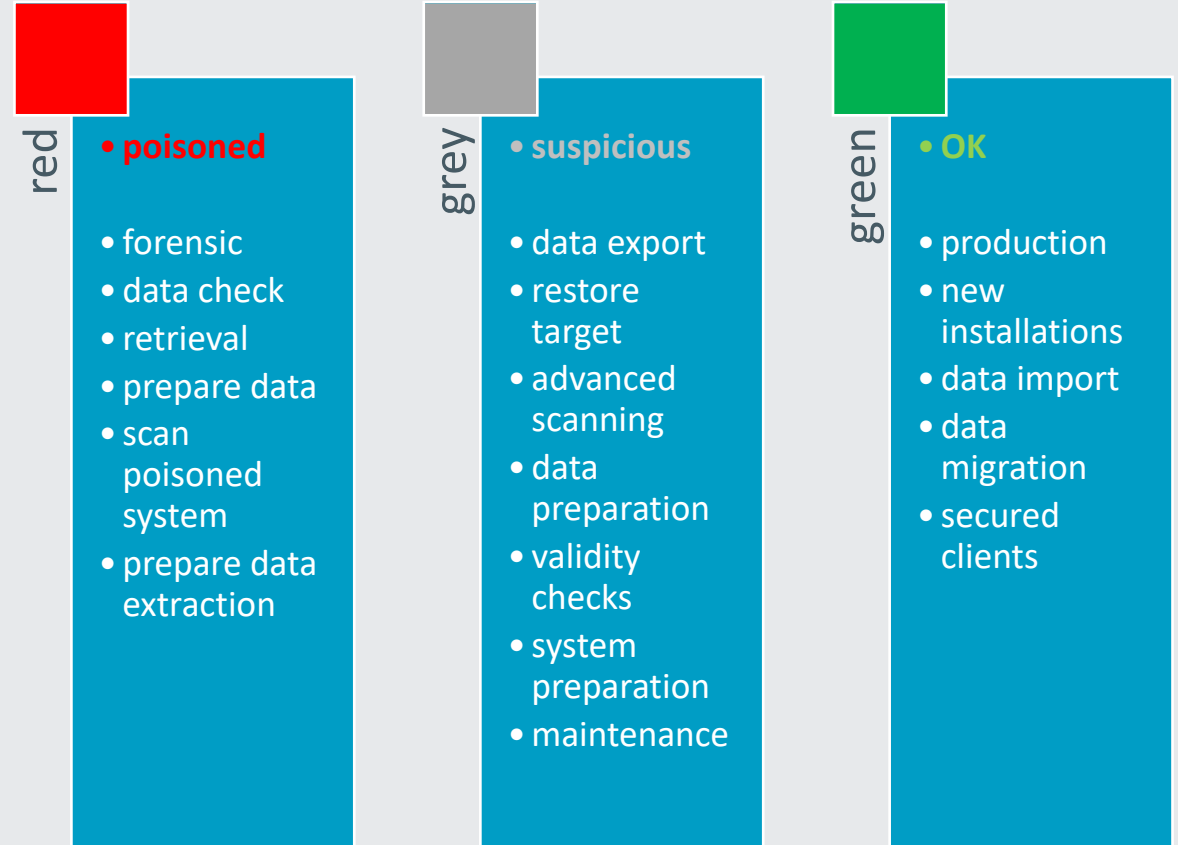 red
• poisoned
• forensic
• data check
• retrieval
• prepare data
• scan
poisoned
system
• prepare data
extraction
grey
• suspicious
• data export
• restore
target
• advanced
scanning
• data
preparation
• validity
checks
• system
preparation
• maintenance
green
• OK
• production
• new
installations
• data import
• data
migration
• secured
clients